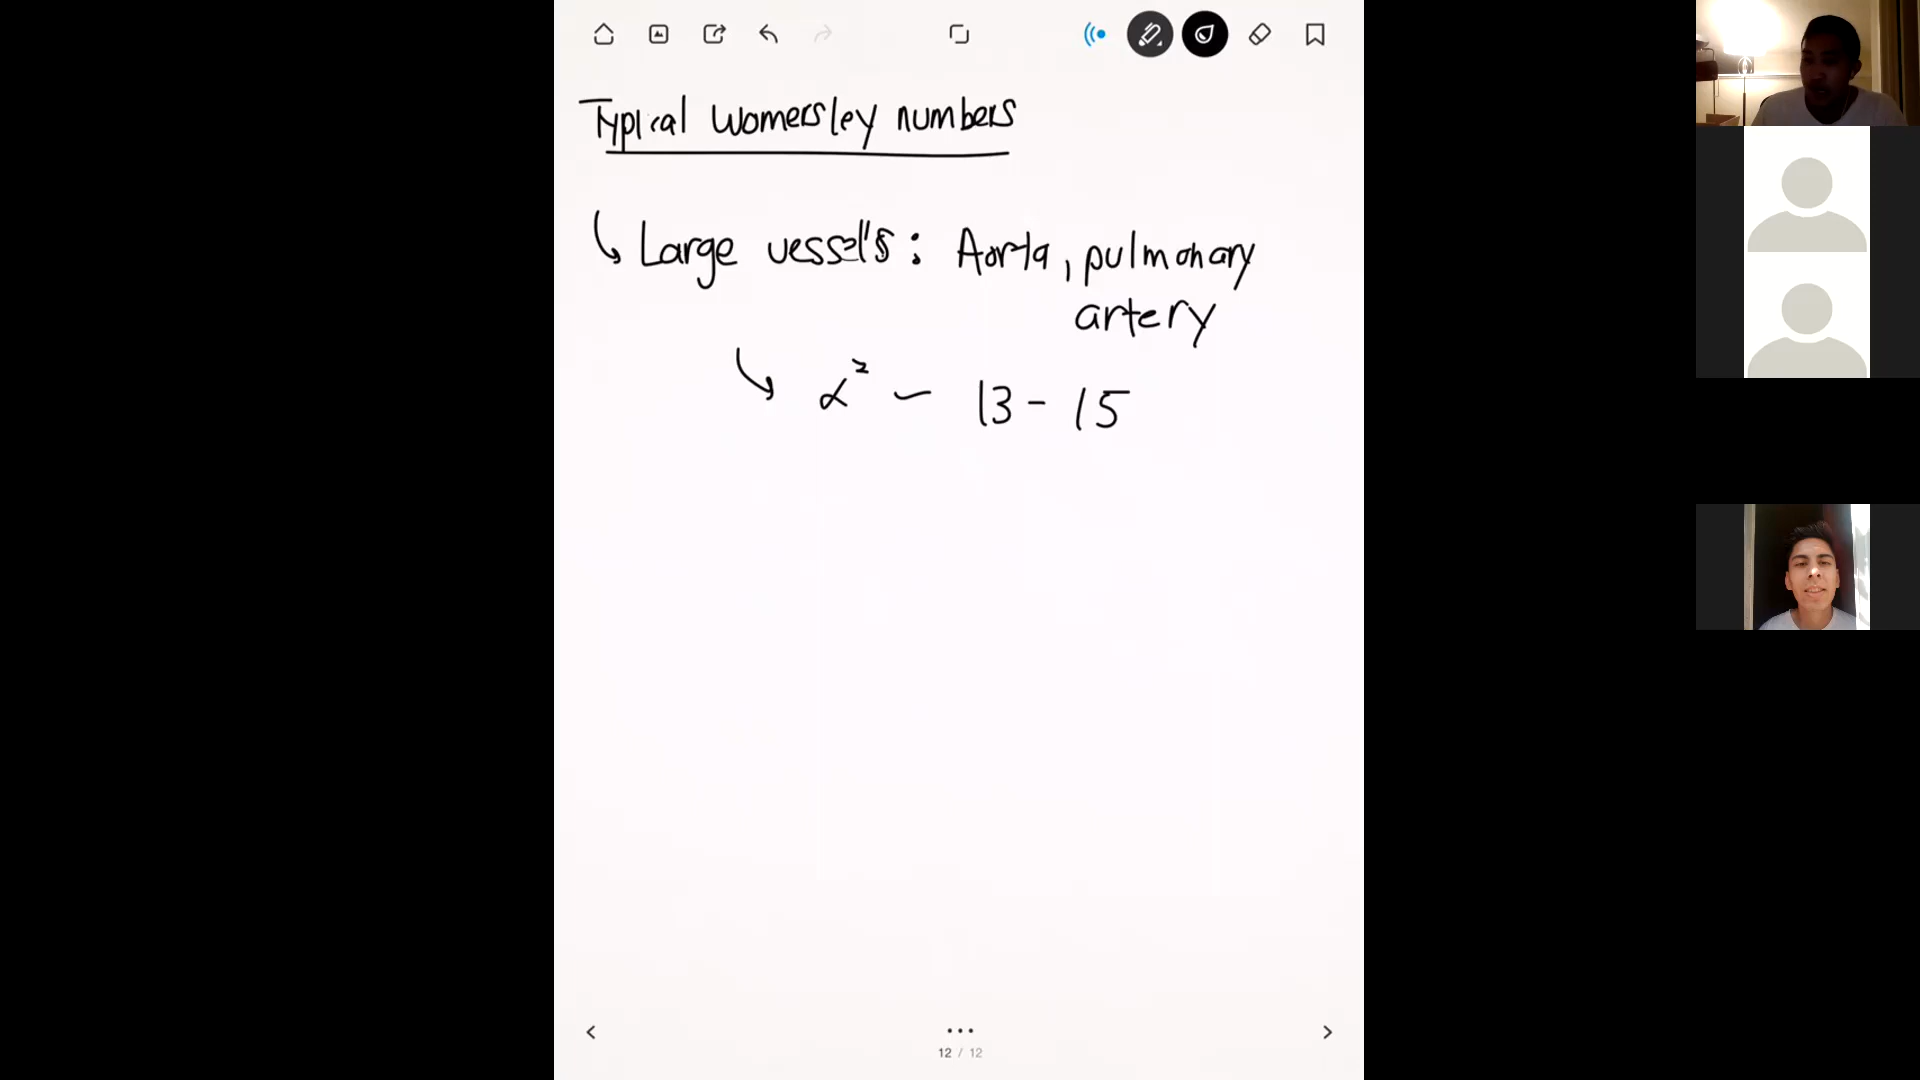 Typical Womersley numbers
Large vessels: Aorta, pulmonary
artery
α² ~ 13 - 15
12 / 12